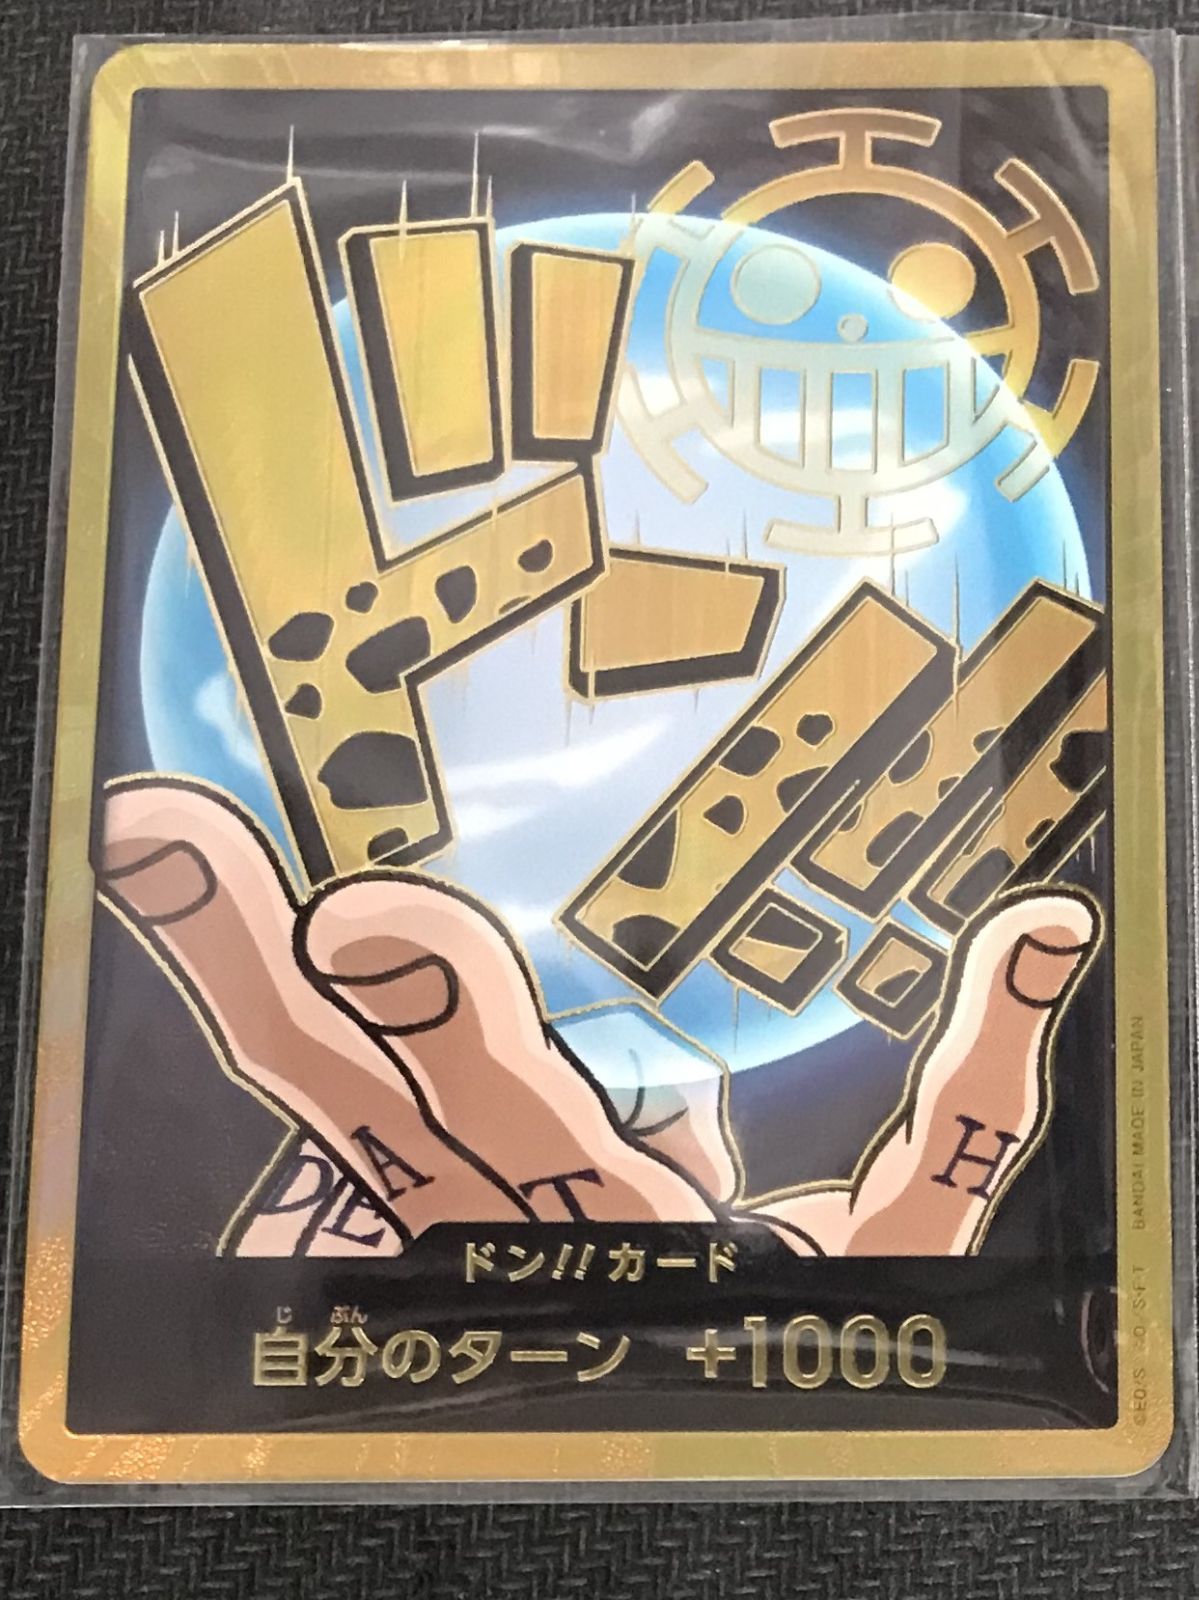 ドン!!
DEATH
ドン!!カード
じ ぶん
自分のターン +1000
BANDAI MADE IN JAPAN